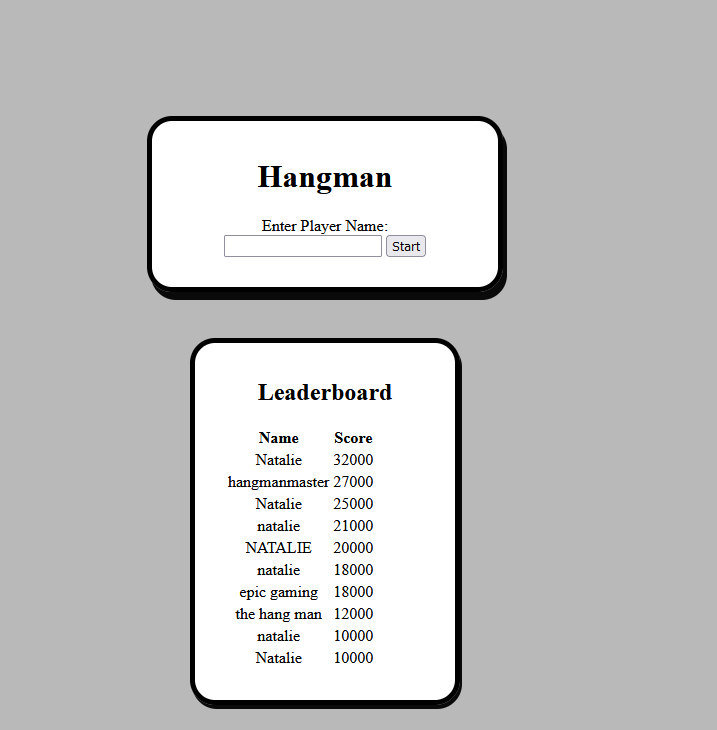 Hangman
Enter Player Name:
Start
Leaderboard
Name Score
Natalie 32000
hangmanmaster 27000
Natalie 25000
natalie 21000
NATALIE 20000
natalie 18000
epic gaming 18000
the hang man 12000
natalie 10000
Natalie 10000